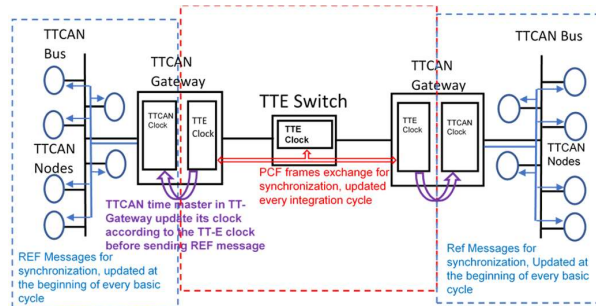 TTCAN
Bus
TTCAN
Gateway
TTCAN
Clock
TTE
Clock
TTCAN
Nodes
TTE Switch
TTE
Clock
TTCAN Bus
TTCAN
Gateway
TTE
Clock
TTCAN
Clock
TTCAN
Nodes
PCF frames exchange for
synchronization, updated
every integration cycle
TTCAN time master in TT-
Gateway update its clock
according to the TT-E clock
before sending REF message
REF Messages for
synchronization, updated at
the beginning of every basic
cycle
Ref Messages for
synchronization, Updated at
the beginning of every basic
cycle